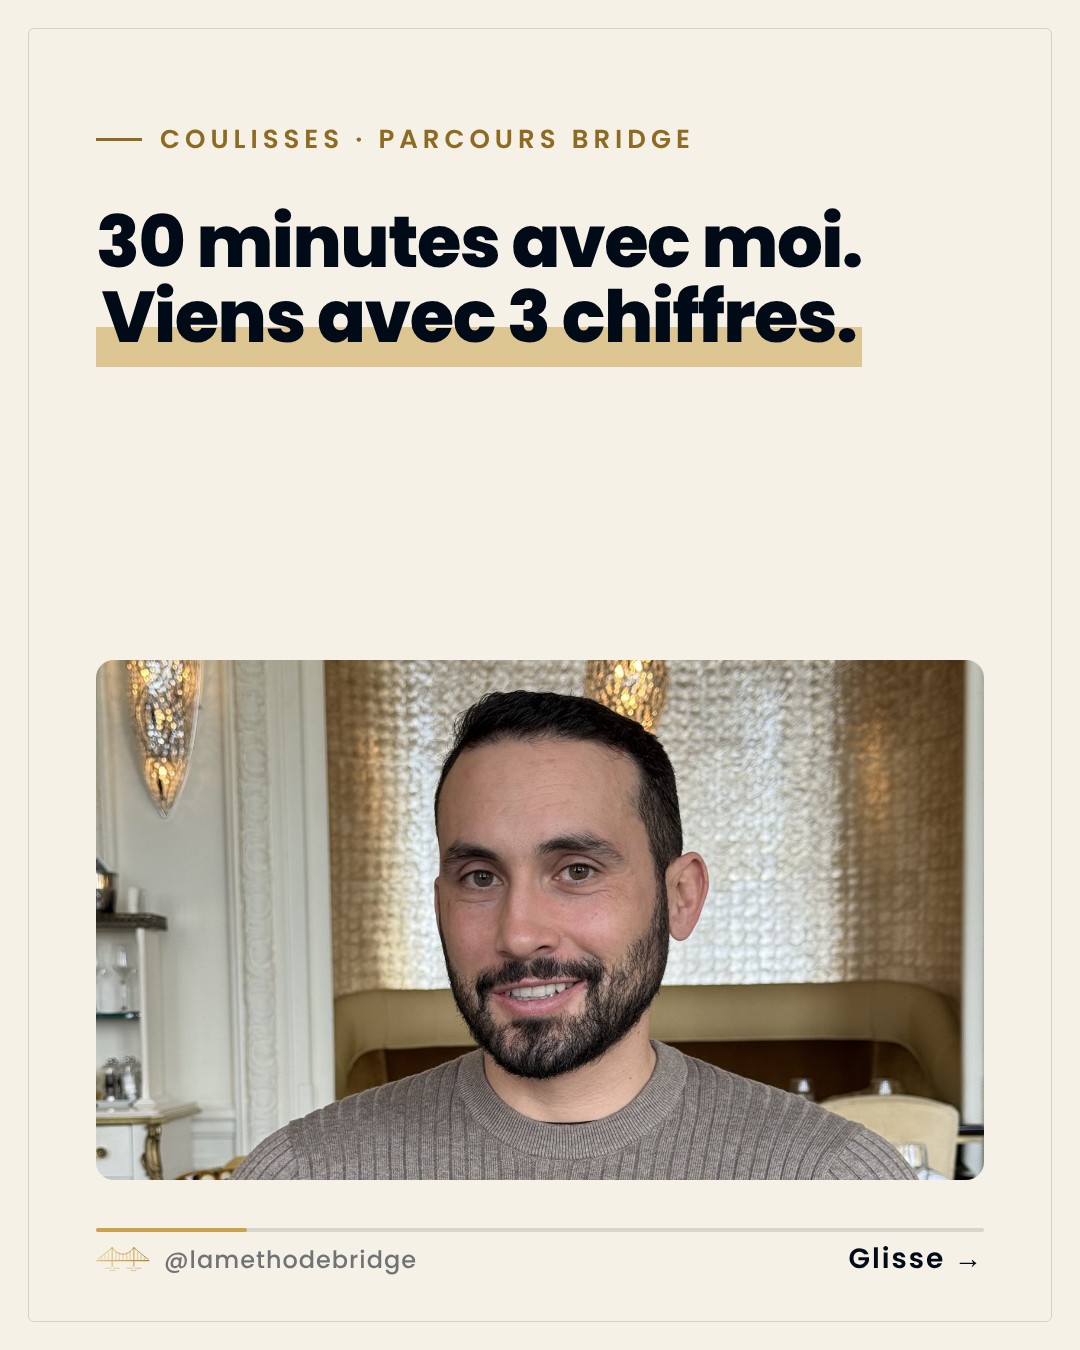 COULISSES · PARCOURS BRIDGE
30 minutes avec moi.
Viens avec 3 chiffres.
@lamethodebridge
Glisse →